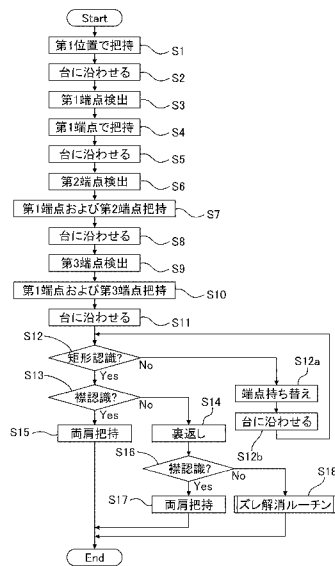 Start
第1位置で把持
S1
台に沿わせる
S2
第1端点検出
S3
第1端点で把持
S4
台に沿わせる
S5
第2端点検出
S6
第1端点および第2端点把持
S7
台に沿わせる
S8
第3端点検出
S9
第1端点および第3端点把持
S10
台に沿わせる
S11
S12
矩形認識?
No
Yes
S12a
端点持ち替え
台に沿わせる
S12b
S13
襟認識?
No
Yes
S14
裏返し
S15
両肩把持
S16
襟認識?
No
Yes
S17
両肩把持
S18
ズレ解消ルーチン
End